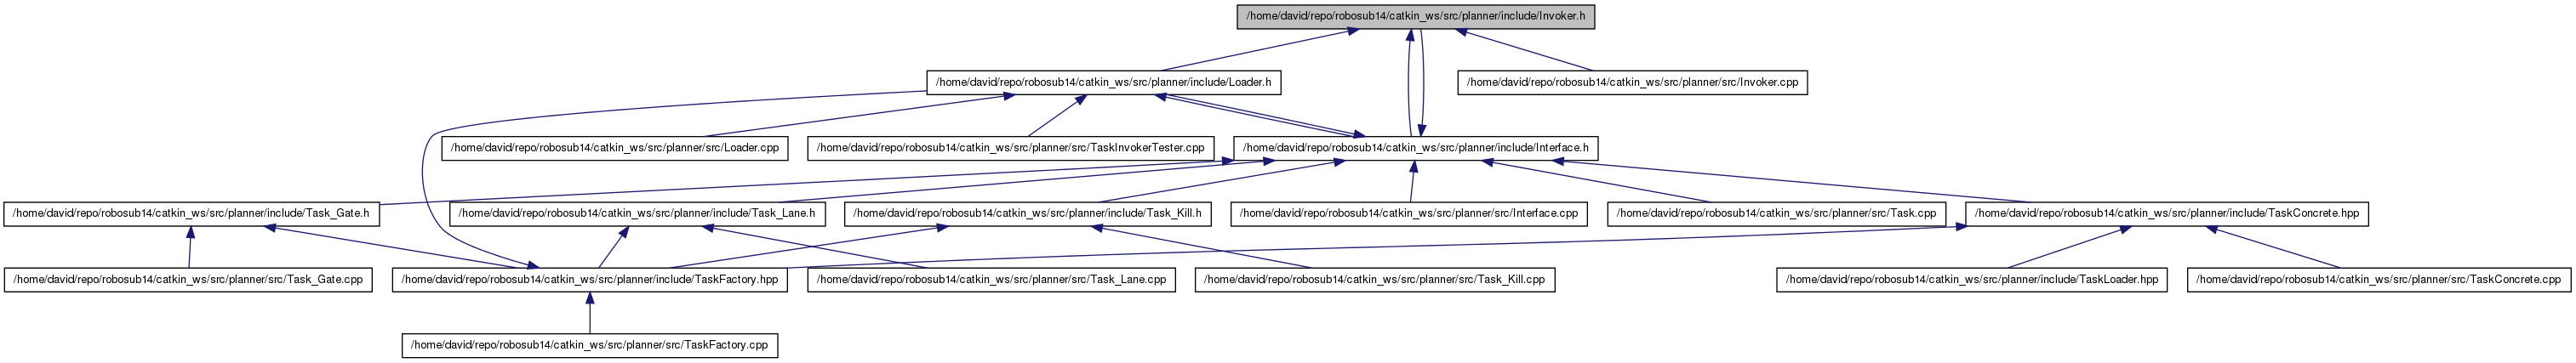 /home/david/repo/robosub14/catkin_ws/src/planner/include/Invoker.h
/home/david/repo/robosub14/catkin_ws/src/planner/include/Loader.h
/home/david/repo/robosub14/catkin_ws/src/planner/src/Invoker.cpp
/home/david/repo/robosub14/catkin_ws/src/planner/src/Loader.cpp
/home/david/repo/robosub14/catkin_ws/src/planner/src/TaskInvokerTester.cpp
/home/david/repo/robosub14/catkin_ws/src/planner/include/Interface.h
/home/david/repo/robosub14/catkin_ws/src/planner/include/Task_Gate.h
/home/david/repo/robosub14/catkin_ws/src/planner/include/Task_Lane.h
/home/david/repo/robosub14/catkin_ws/src/planner/include/Task_Kill.h
/home/david/repo/robosub14/catkin_ws/src/planner/src/Interface.cpp
/home/david/repo/robosub14/catkin_ws/src/planner/src/Task.cpp
/home/david/repo/robosub14/catkin_ws/src/planner/include/TaskConcrete.hpp
/home/david/repo/robosub14/catkin_ws/src/planner/src/Task_Gate.cpp
/home/david/repo/robosub14/catkin_ws/src/planner/include/TaskFactory.hpp
/home/david/repo/robosub14/catkin_ws/src/planner/src/Task_Lane.cpp
/home/david/repo/robosub14/catkin_ws/src/planner/src/Task_Kill.cpp
/home/david/repo/robosub14/catkin_ws/src/planner/include/TaskLoader.hpp
/home/david/repo/robosub14/catkin_ws/src/planner/src/TaskConcrete.cpp
/home/david/repo/robosub14/catkin_ws/src/planner/src/TaskFactory.cpp